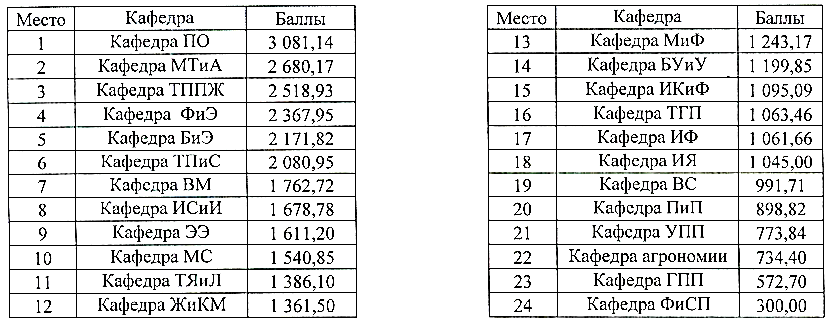 Место Кафедра Баллы
1 Кафедра ПО 3 081,14
2 Кафедра МТиА 2 680,17
3 Кафедра ТППЖ 2 518,93
4 Кафедра ФиЭ 2 367,95
5 Кафедра БиЭ 2 171,82
6 Кафедра ТПиС 2 080,95
7 Кафедра ВМ 1 762,72
8 Кафедра ИСиИ 1 678,78
9 Кафедра ЭЭ 1 611,20
10 Кафедра МС 1 540,85
11 Кафедра ТЯиЛ 1 386,10
12 Кафедра ЖиКМ 1 361,50
Место Кафедра Баллы
13 Кафедра МиФ 1 243,17
14 Кафедра БУиУ 1 199,85
15 Кафедра ИКиФ 1 095,09
16 Кафедра ТГП 1 063,46
17 Кафедра ИФ 1 061,66
18 Кафедра ИЯ 1 045,00
19 Кафедра ВС 991,71
20 Кафедра ПиП 898,82
21 Кафедра УПП 773,84
22 Кафедра агрономии 734,40
23 Кафедра ГПП 572,70
24 Кафедра ФиСП 300,00